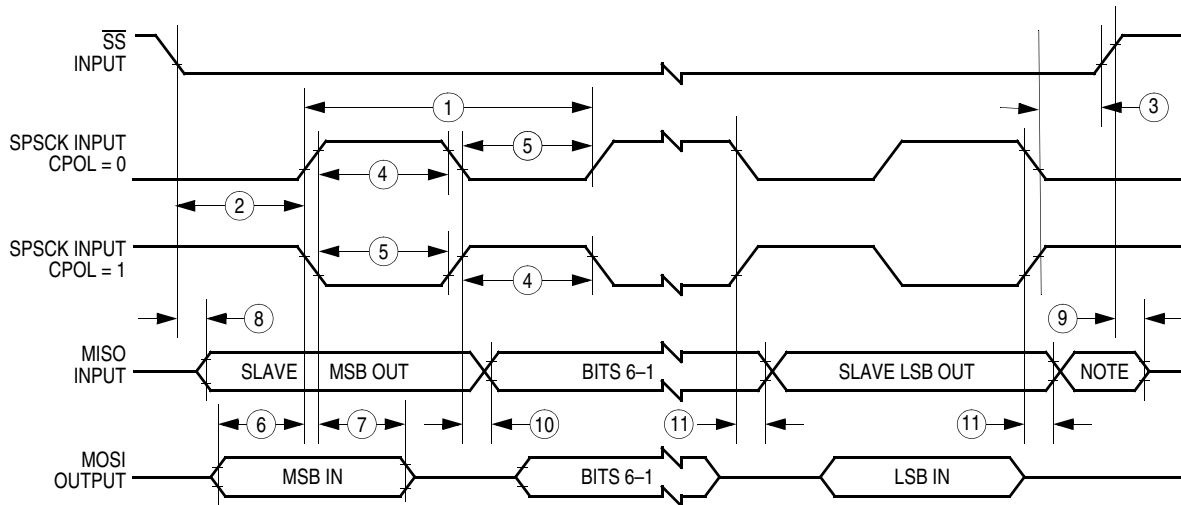 SS
INPUT
1
3
SPSCK INPUT
CPOL = 0
5
4
2
SPSCK INPUT
CPOL = 1
5
4
8
9
MISO
INPUT
SLAVE MSB OUT
BITS 6–1
SLAVE LSB OUT
NOTE
6
7
10
11
11
MOSI
OUTPUT
MSB IN
BITS 6–1
LSB IN